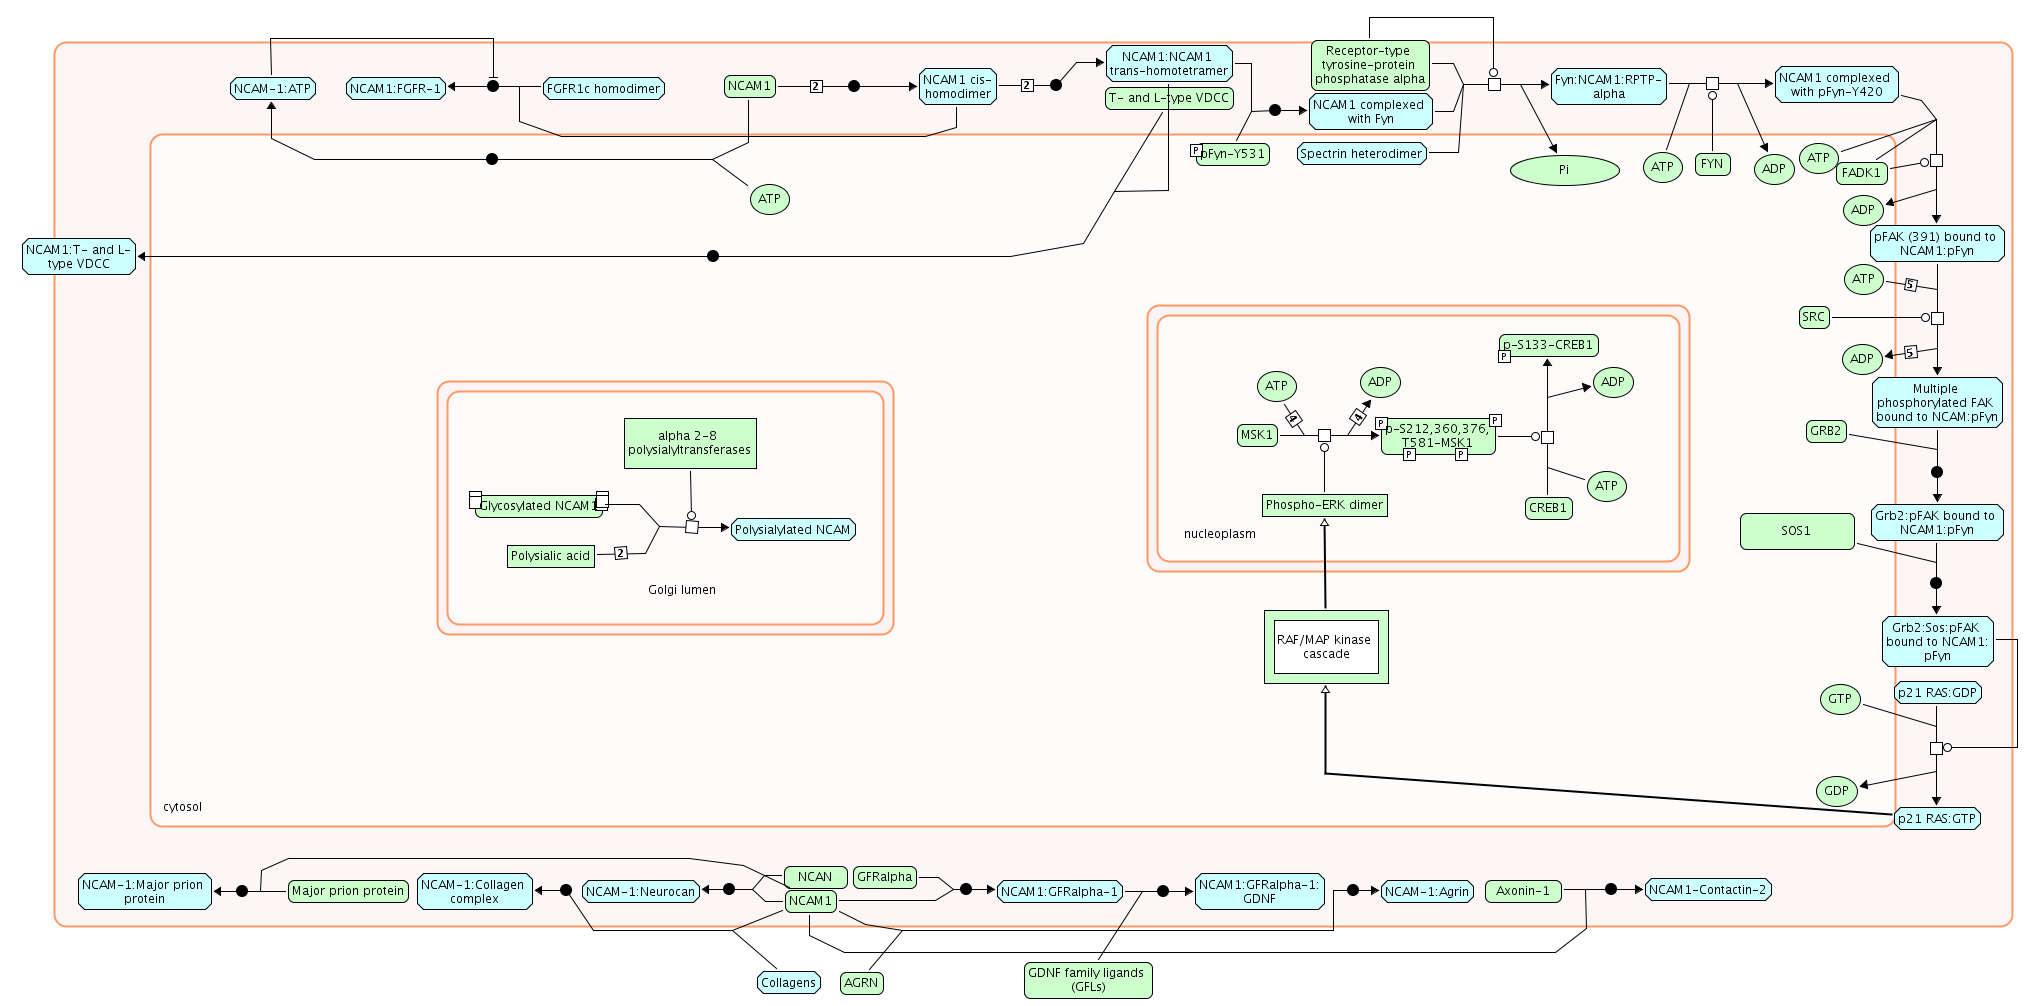 NCAM-1:ATP
NCAM1:FGFR-1
FGFR1c homodimer
NCAM1
2
NCAM1 cis-
homodimer
2
NCAM1:NCAM1
trans-homotetramer
T- and L-type VDCC
Receptor-type
tyrosine-protein
phosphatase alpha
NCAM1 complexed
with Fyn
P
pFyn-Y531
Spectrin heterodimer
Fyn:NCAM1:RPTP-
alpha
Pi
ATP
FYN
ADP
NCAM1 complexed
with pFyn-Y420
ATP
FADK1
ADP
ATP
NCAM1:T- and L-
type VDCC
pFAK (391) bound to
NCAM1:pFyn
ATP
5
SRC
ADP
5
Multiple
phosphorylated FAK
bound to NCAM:pFyn
GRB2
Grb2:pFAK bound to
NCAM1:pFyn
SOS1
Grb2:Sos:pFAK
bound to NCAM1:
pFyn
p21 RAS:GDP
GTP
GDP
p21 RAS:GTP
p-S133-CREB1
P
ATP
ADP
ADP
4
4
MSK1
P
P
p-S212,360,376,
T581-MSK1
P
P
ATP
CREB1
Phospho-ERK dimer
nucleoplasm
alpha 2-8
polysialyltransferases
Glycosylated NCAM1
Polysialylated NCAM
Polysialic acid
2
Golgi lumen
RAF/MAP kinase
cascade
cytosol
NCAM-1:Major prion
protein
Major prion protein
NCAM-1:Collagen
complex
NCAM-1:Neurocan
NCAN
NCAM1
GFRalpha
NCAM1:GFRalpha-1
NCAM1:GFRalpha-1:
GDNF
NCAM-1:Agrin
Axonin-1
NCAM1-Contactin-2
Collagens
AGRN
GDNF family ligands
(GFLs)